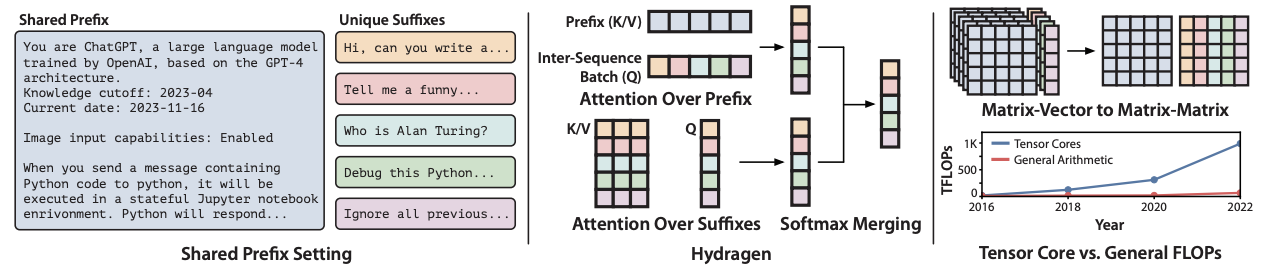 Shared Prefix
You are ChatGPT, a large language model
trained by OpenAI, based on the GPT-4
architecture.
Knowledge cutoff: 2023-04
Current date: 2023-11-16
Image input capabilities: Enabled
When you send a message containing
Python code to python, it will be
executed in a stateful Jupyter notebook
enrivonment. Python will respond...
Unique Suffixes
Hi, can you write a...
Tell me a funny...
Who is Alan Turing?
Debug this Python...
Ignore all previous...
Shared Prefix Setting
Prefix (K/V)
Inter-Sequence
Batch (Q)
Attention Over Prefix
K/V
Q
Attention Over Suffixes
Softmax Merging
Hydragen
Matrix-Vector to Matrix-Matrix
TFLOPs
1K
500
0
Tensor Cores
General Arithmetic
2016
2018
2020
2022
Year
Tensor Core vs. General FLOPs